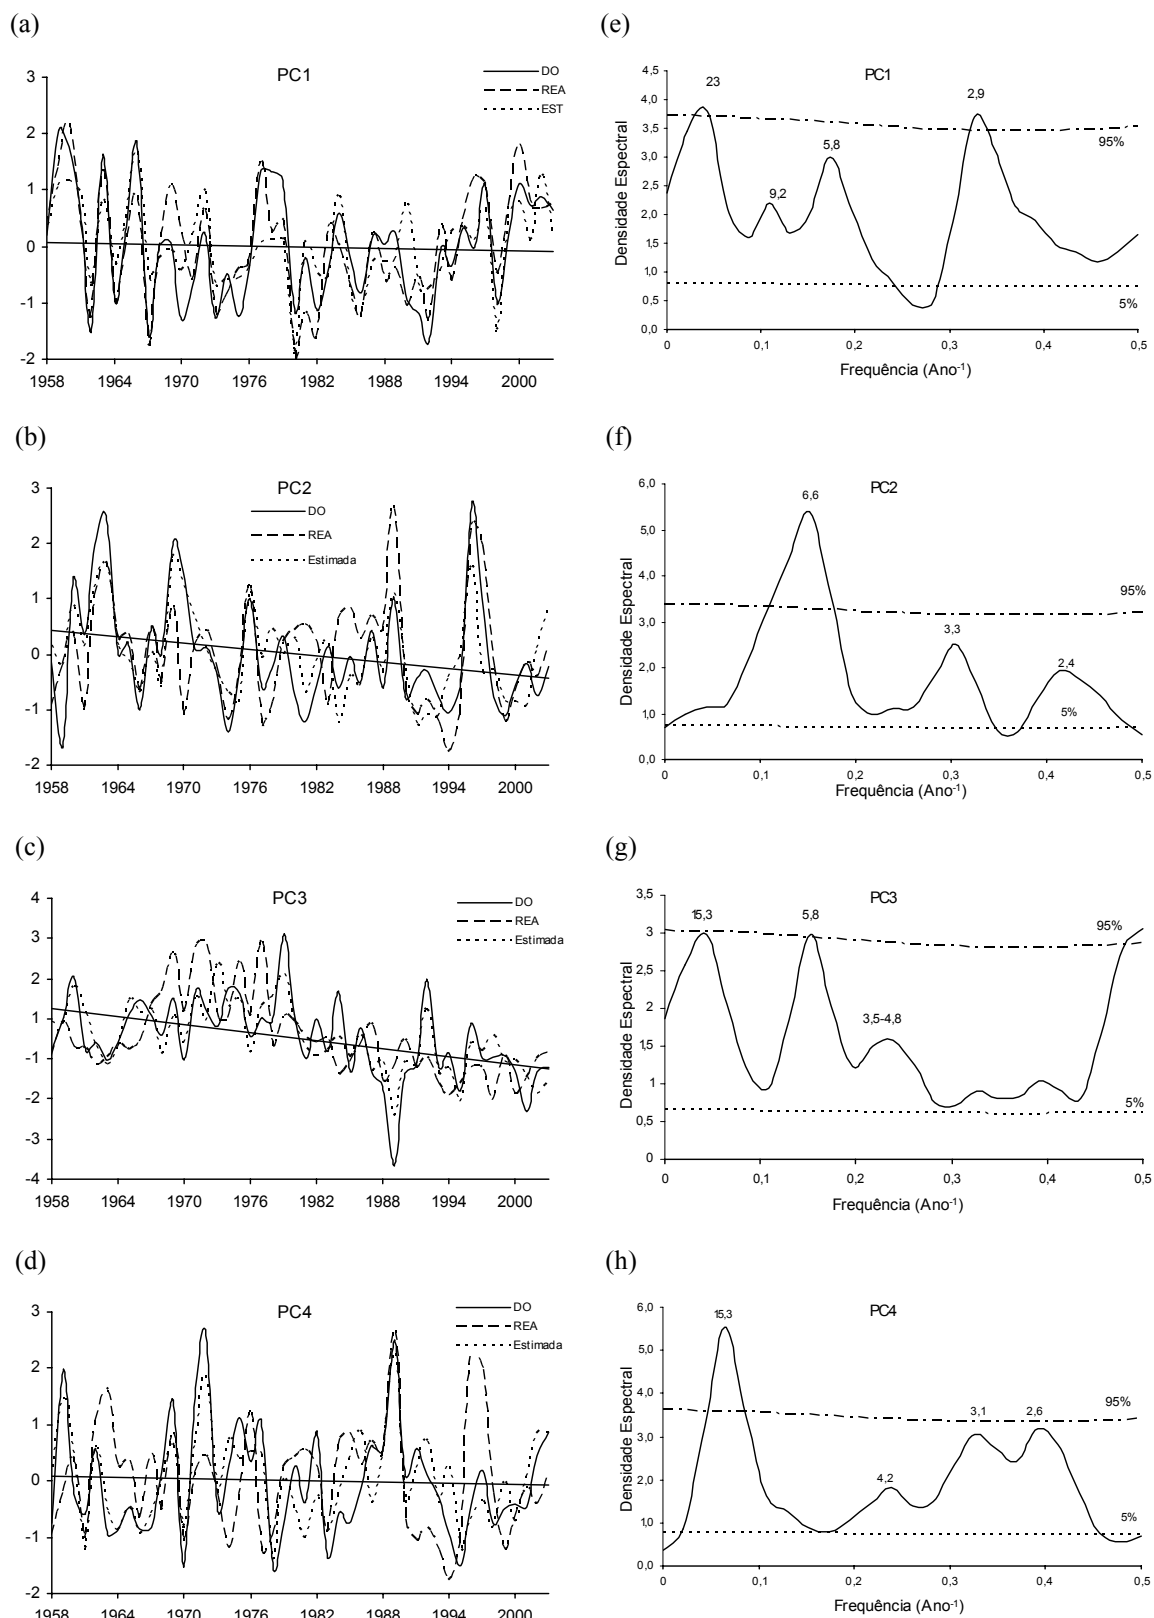 (a)
PC1
DO
REA
EST
3
2
1
0
-1
-2
1958 1964 1970 1976 1982 1988 1994 2000
(e)
PC1
4,5
4,0
3,5
3,0
2,5
2,0
1,5
1,0
0,5
0,0
23
9,2
5,8
2,9
95%
5%
0 0,1 0,2 0,3 0,4 0,5
Densidade Espectral
Frequência (Ano-1)
(b)
PC2
DO
REA
Estimada
3
2
1
0
-1
-2
1958 1964 1970 1976 1982 1988 1994 2000
(f)
PC2
6,0
5,0
4,0
3,0
2,0
1,0
0,0
6,6
3,3
2,4
95%
5%
0 0,1 0,2 0,3 0,4 0,5
Densidade Espectral
Frequência (Ano-1)
(c)
PC3
DO
REA
Estimada
4
3
2
1
-1
-2
-3
-4
1958 1964 1970 1976 1982 1988 1994 2000
(g)
PC3
3,5
3
2,5
2
1,5
1
0,5
0
15,3
5,8
3,5-4,8
95%
5%
0 0,1 0,2 0,3 0,4 0,5
Densidade Espectral
Frequência (Ano-1)
(d)
PC4
DO
REA
Estimada
3
2
1
0
-1
-2
1958 1964 1970 1976 1982 1988 1994 2000
(h)
PC4
6,0
5,0
4,0
3,0
2,0
1,0
0,0
15,3
4,2
3,1
2,6
95%
5%
0 0,1 0,2 0,3 0,4 0,5
Densidade Espectral
Frequência (Ano-1)